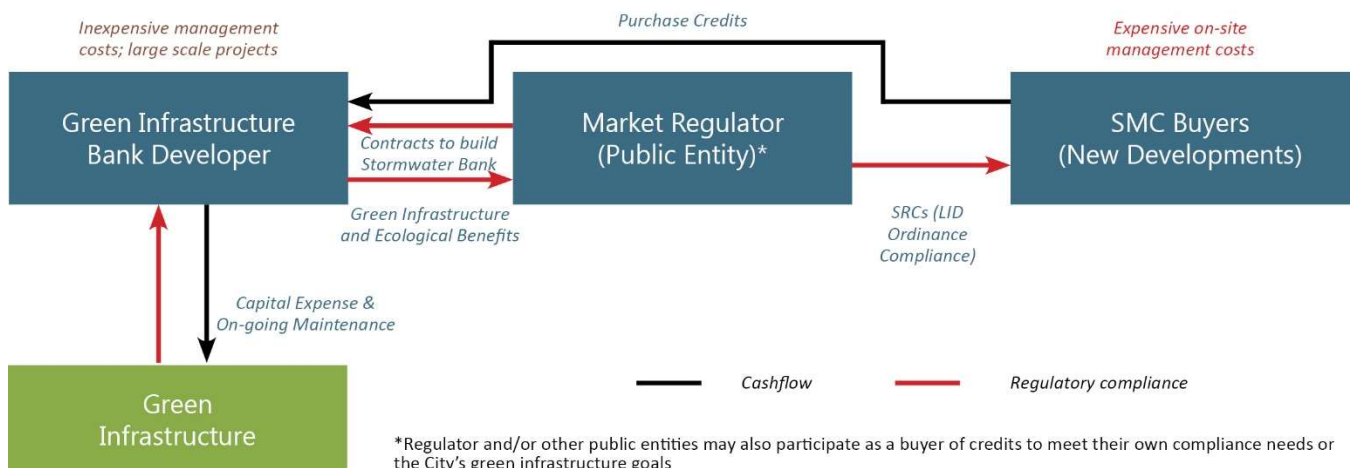 Inexpensive management
costs; large scale projects
Purchase Credits
Expensive on-site
management costs
Green Infrastructure
Bank Developer
Market Regulator
(Public Entity)*
SMC Buyers
(New Developments)
Contracts to build
Stormwater Bank
Green Infrastructure
and Ecological Benefits
SRCs (LID
Ordinance
Compliance)
Capital Expense &
On-going Maintenance
Green
Infrastructure
Cashflow
Regulatory compliance
*Regulator and/or other public entities may also participate as a buyer of credits to meet their own compliance needs or
the City's green infrastructure goals